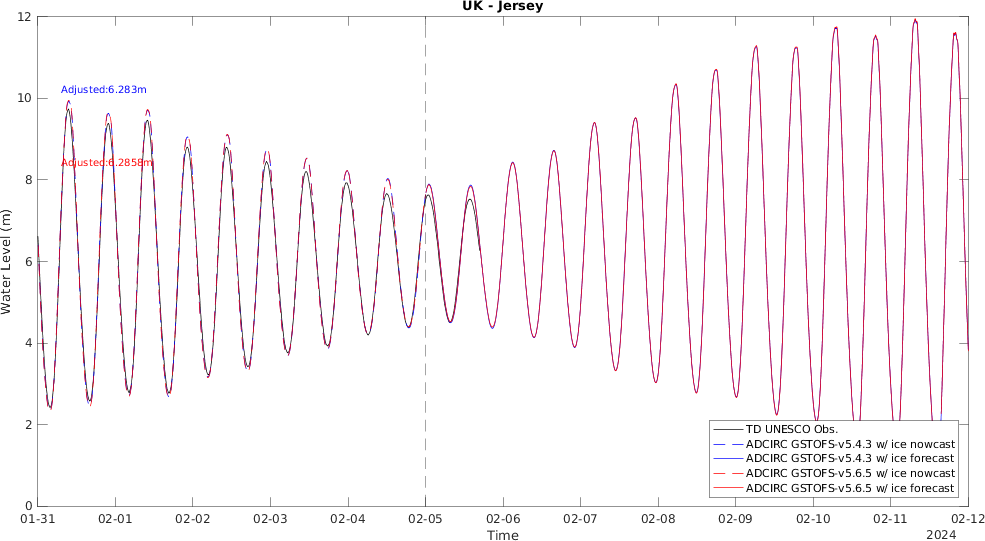 UK - Jersey
12
10
8
6
4
2
0
Water Level (m)
Adjusted:6.283m
Adjusted:6.2858m
TD UNESCO Obs.
ADCIRC GSTOFS-v5.4.3 w/ ice nowcast
ADCIRC GSTOFS-v5.4.3 w/ ice forecast
ADCIRC GSTOFS-v5.6.5 w/ ice nowcast
ADCIRC GSTOFS-v5.6.5 w/ ice forecast
01-31 02-01 02-02 02-03 02-04 02-05 02-06 02-07 02-08 02-09 02-10 02-11 02-12
Time
2024